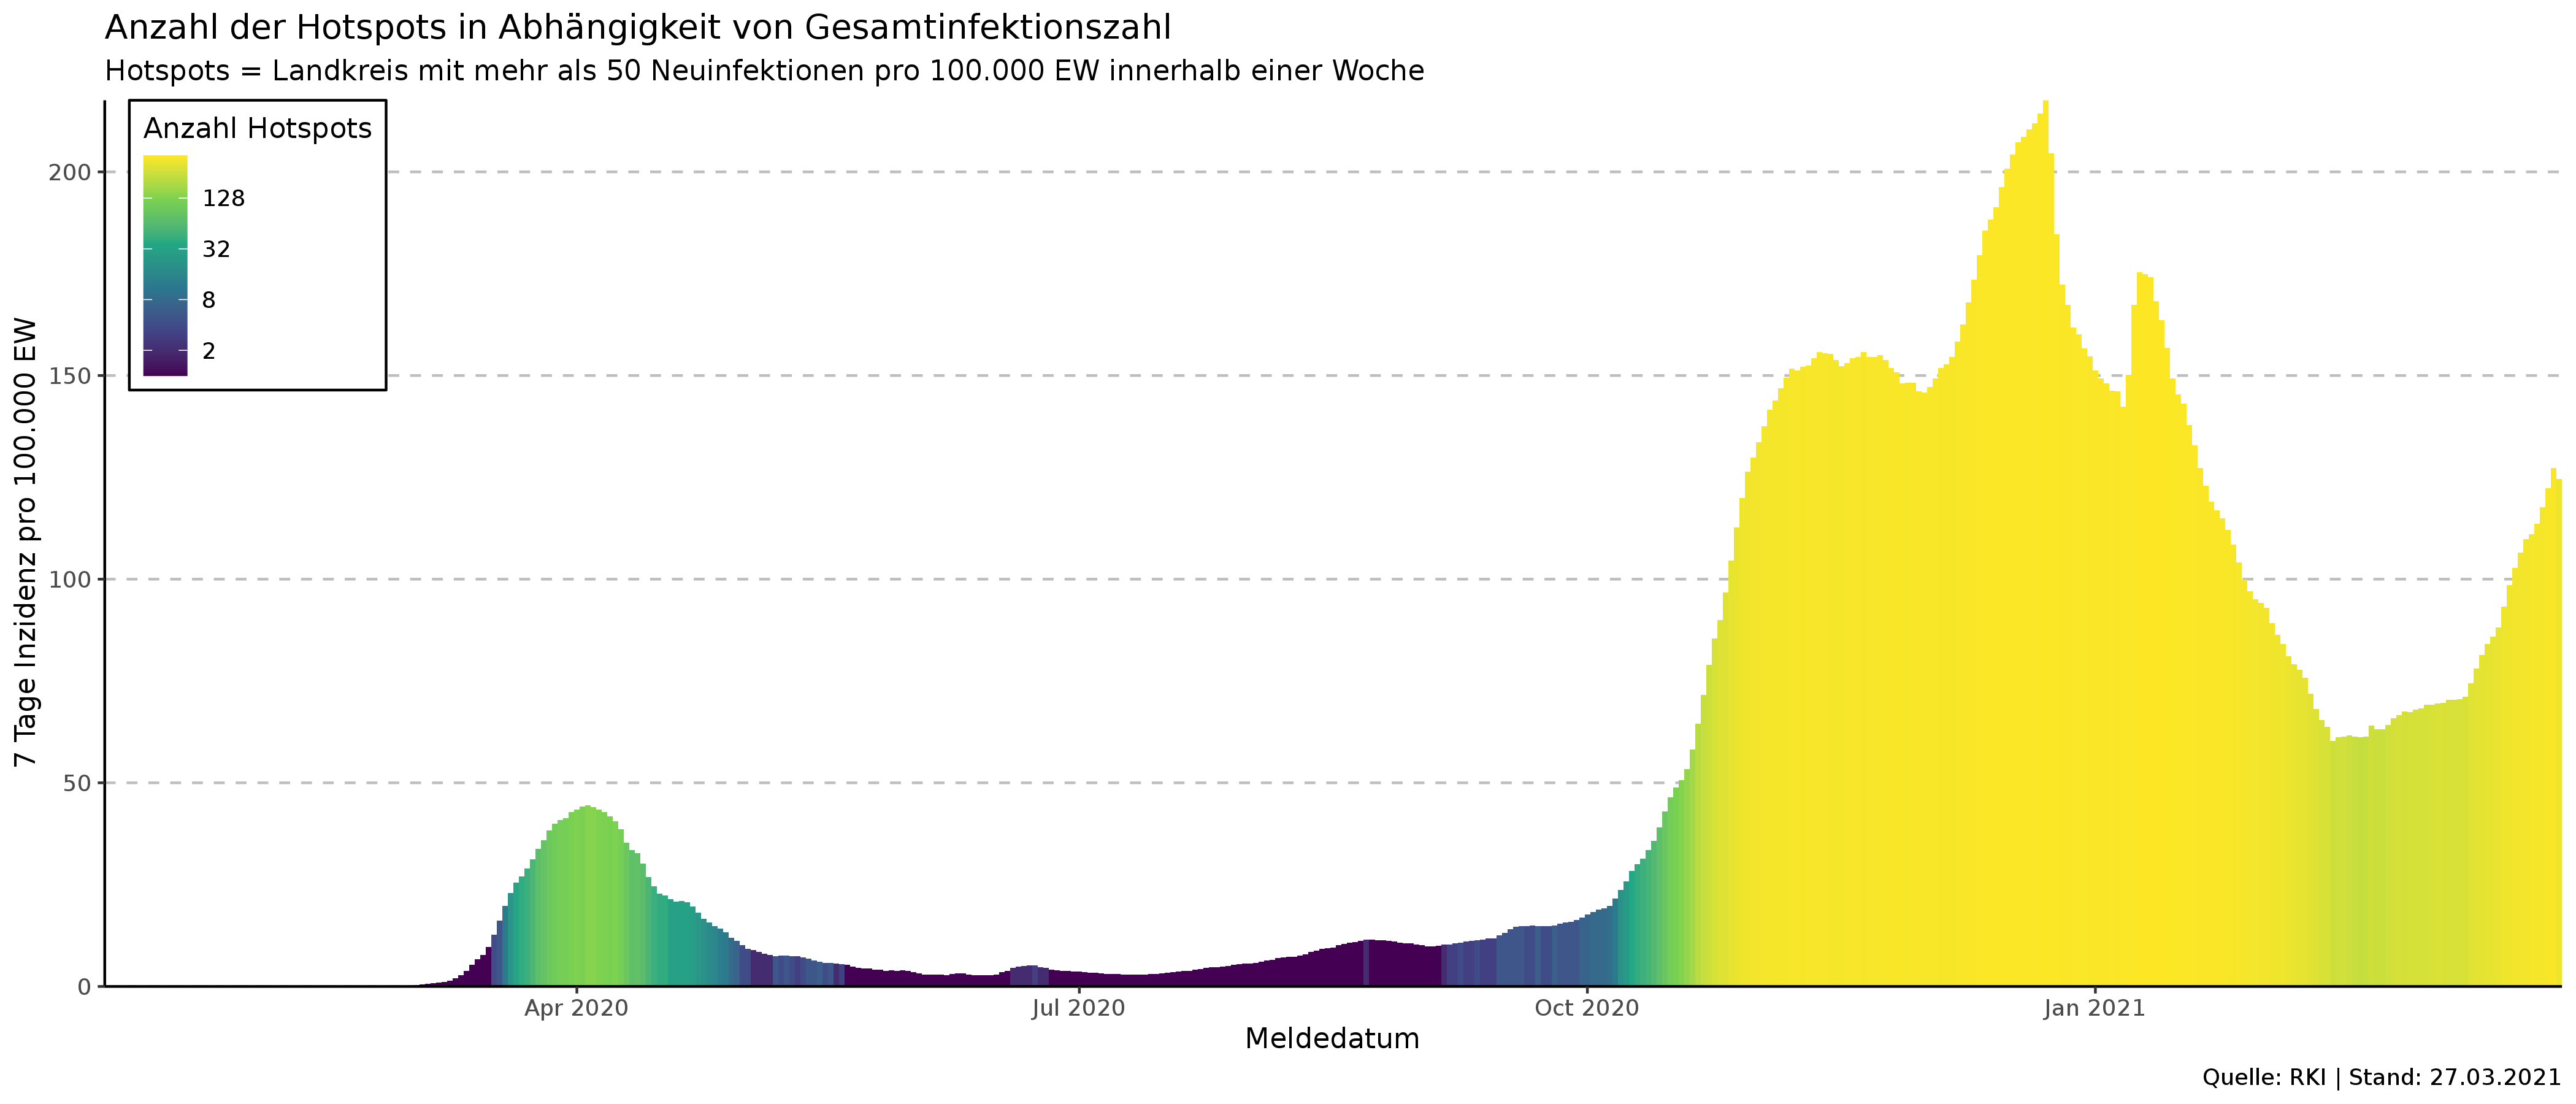 Anzahl der Hotspots in Abhängigkeit von Gesamtinfektionszahl
Hotspots = Landkreis mit mehr als 50 Neuinfektionen pro 100.000 EW innerhalb einer Woche
Anzahl Hotspots
128
32
8
2
7 Tage Inzidenz pro 100.000 EW
200
150
100
50
0
Apr 2020
Jul 2020
Oct 2020
Jan 2021
Meldedatum
Quelle: RKI | Stand: 27.03.2021